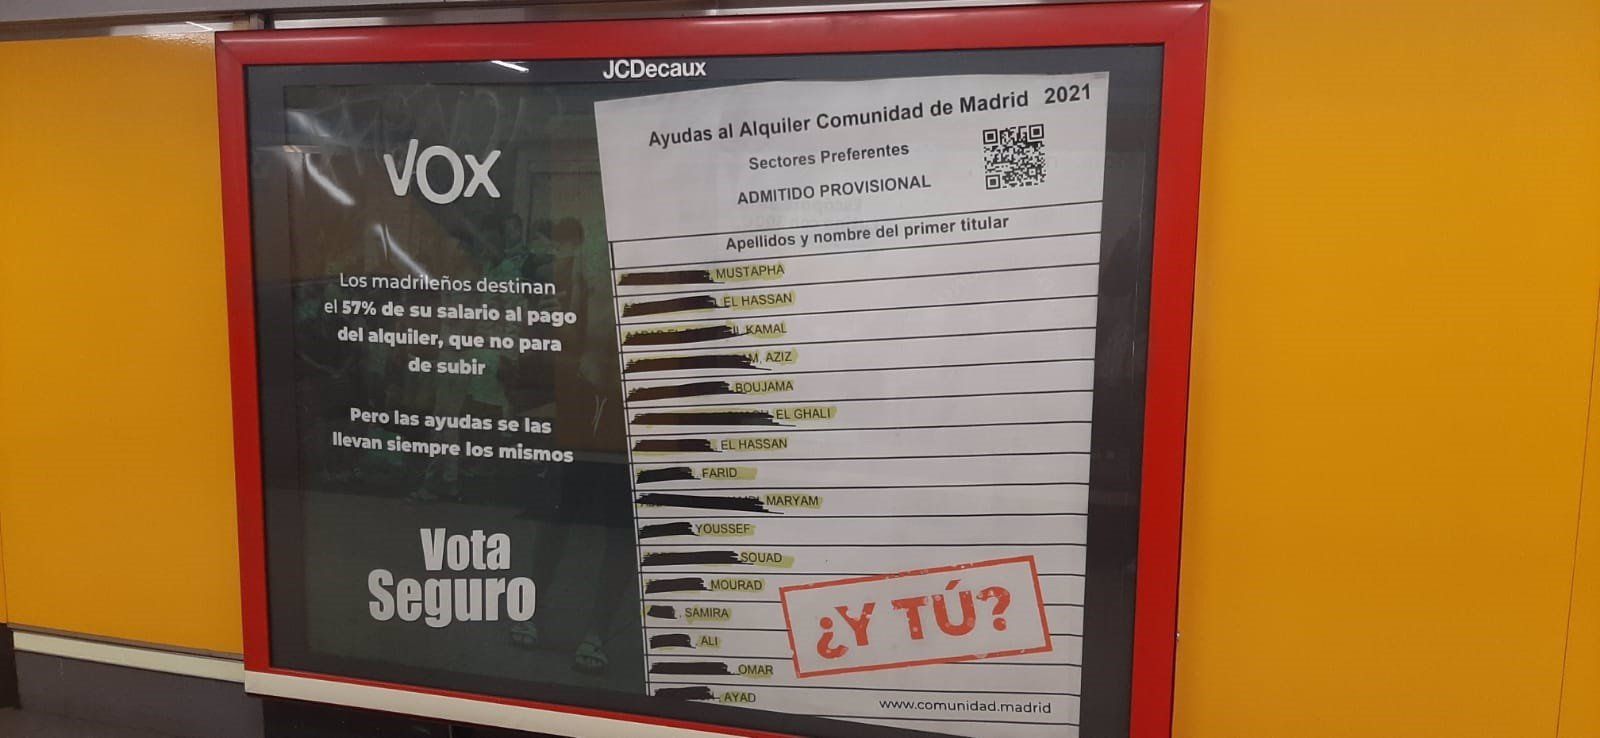 JCDecaux
VOX
Los madrileños destinan
el 57% de su salario al pago
del alquiler, que no para
de subir
Pero las ayudas se las
llevan siempre los mismos
Vota
Seguro
Ayudas al Alquiler Comunidad de Madrid 2021
Sectores Preferentes
ADMITIDO PROVISIONAL
Apellidos y nombre del primer titular
MUSTAPHA
EL HASSAN
KAMAL
AZIZ
BOUJAMA
EL GHALI
EL HASSAN
FARID
MARYAM
YOUSSEF
SOUAD
MOURAD
SAMIRA
ALI
OMAR
AYAD
¿Y TÚ?
www.comunidad.madrid